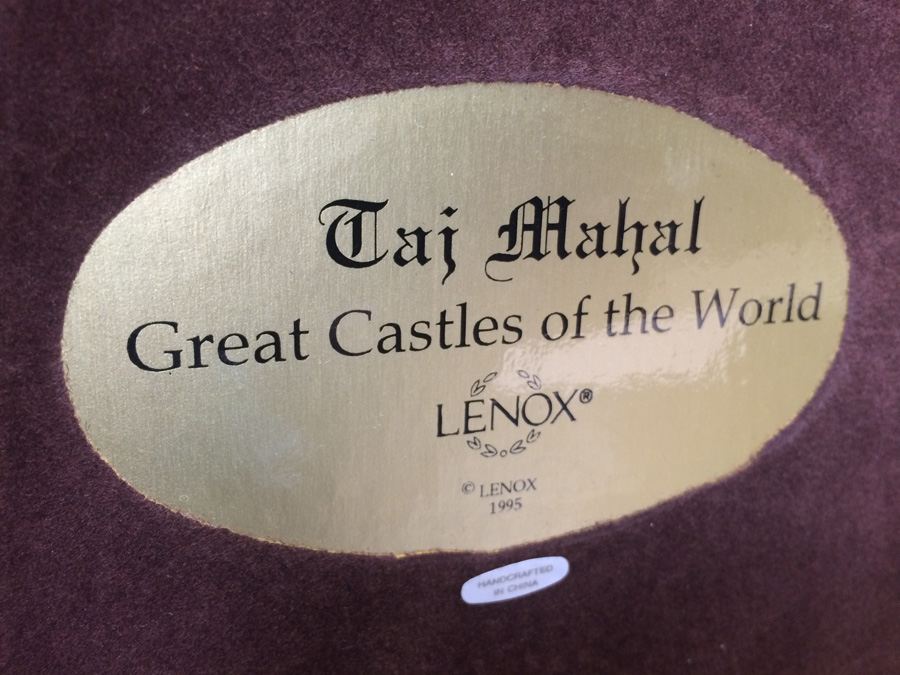 Taj Mahal
Great Castles of the World
LENOX®
© LENOX
1995
HANDCRAFTED
IN CHINA